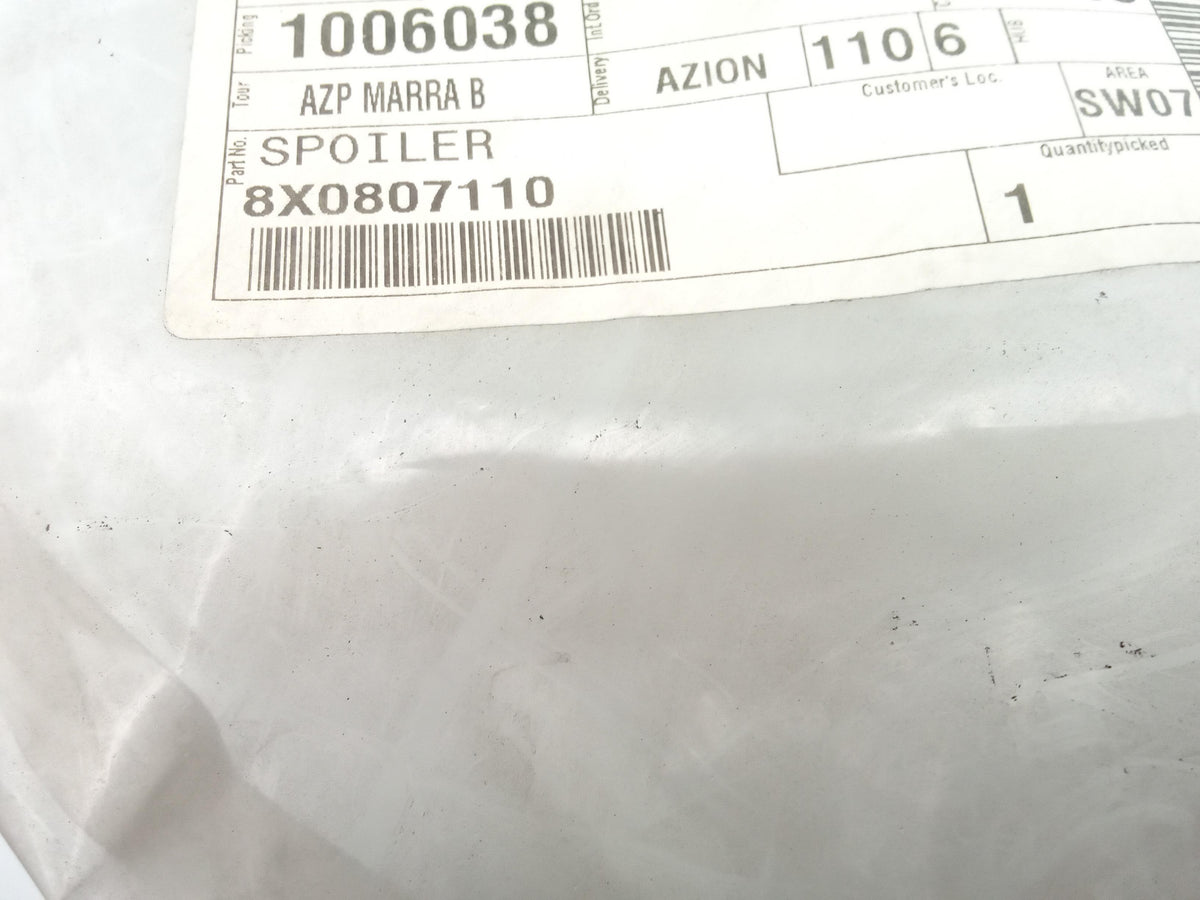 Picking
1006038
Int.Ord
Tour
AZP MARRA B
Delivery
AZION
110
6
HUB
Customer's Loc.
AREA
SW07
Part No.
SPOILER
8X0807110
Quantitypicked
1